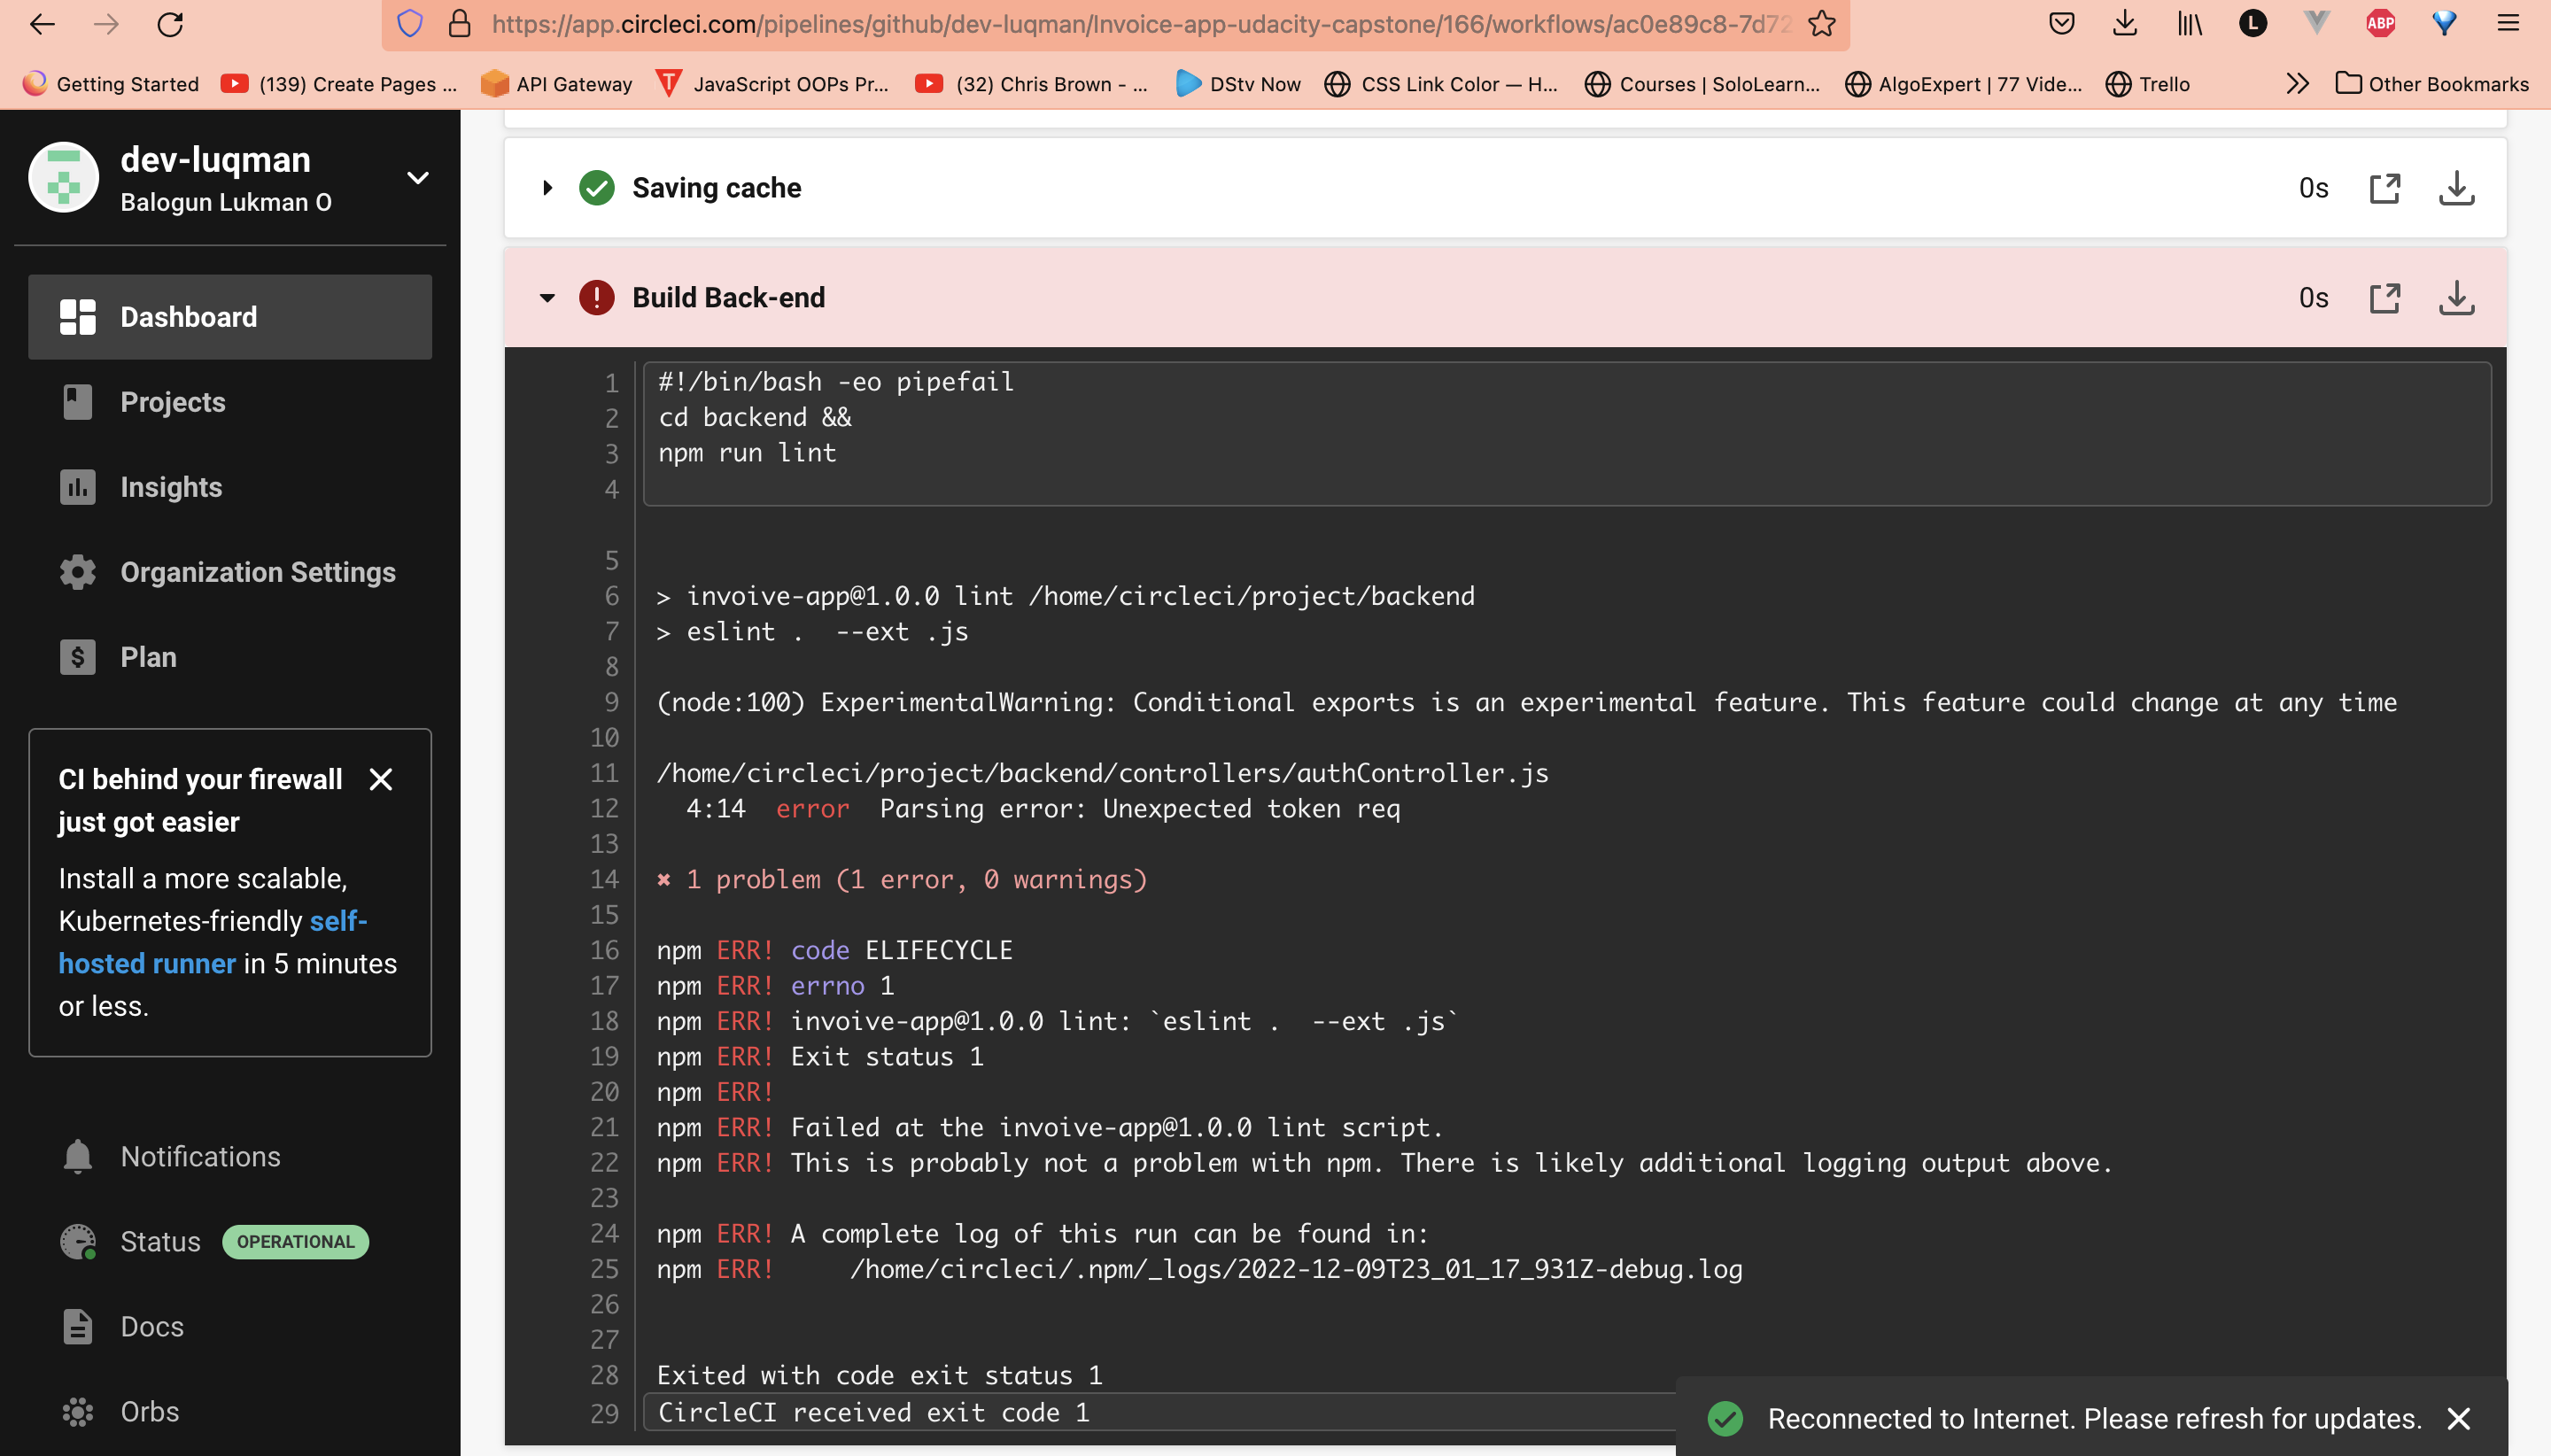 https://app.circleci.com/pipelines/github/dev-luqman/Invoice-app-udacity-capstone/166/workflows/ac0e89c8-7d72
L
ABP
Getting Started
(139) Create Pages ...
API Gateway
JavaScript OOPs Pr...
(32) Chris Brown - ...
DStv Now
CSS Link Color — H...
Courses | SoloLearn...
AlgoExpert | 77 Vide...
Trello
Other Bookmarks
dev-luqman
Balogun Lukman O
Dashboard
Projects
Insights
Organization Settings
Plan
CI behind your firewall
just got easier
Install a more scalable,
Kubernetes-friendly self-
hosted runner in 5 minutes
or less.
Notifications
Status OPERATIONAL
Docs
Orbs
Saving cache 0s
Build Back-end 0s
1 #!/bin/bash -eo pipefail
2 cd backend &&
3 npm run lint
4
5
6 > invoive-app@1.0.0 lint /home/circleci/project/backend
7 > eslint .  --ext .js
8
9 (node:100) ExperimentalWarning: Conditional exports is an experimental feature. This feature could change at any time
10
11 /home/circleci/project/backend/controllers/authController.js
12   4:14  error  Parsing error: Unexpected token req
13
14 ✖ 1 problem (1 error, 0 warnings)
15
16 npm ERR! code ELIFECYCLE
17 npm ERR! errno 1
18 npm ERR! invoive-app@1.0.0 lint: `eslint .  --ext .js`
19 npm ERR! Exit status 1
20 npm ERR!
21 npm ERR! Failed at the invoive-app@1.0.0 lint script.
22 npm ERR! This is probably not a problem with npm. There is likely additional logging output above.
23
24 npm ERR! A complete log of this run can be found in:
25 npm ERR!     /home/circleci/.npm/_logs/2022-12-09T23_01_17_931Z-debug.log
26
27
28 Exited with code exit status 1
29 CircleCI received exit code 1
Reconnected to Internet. Please refresh for updates.